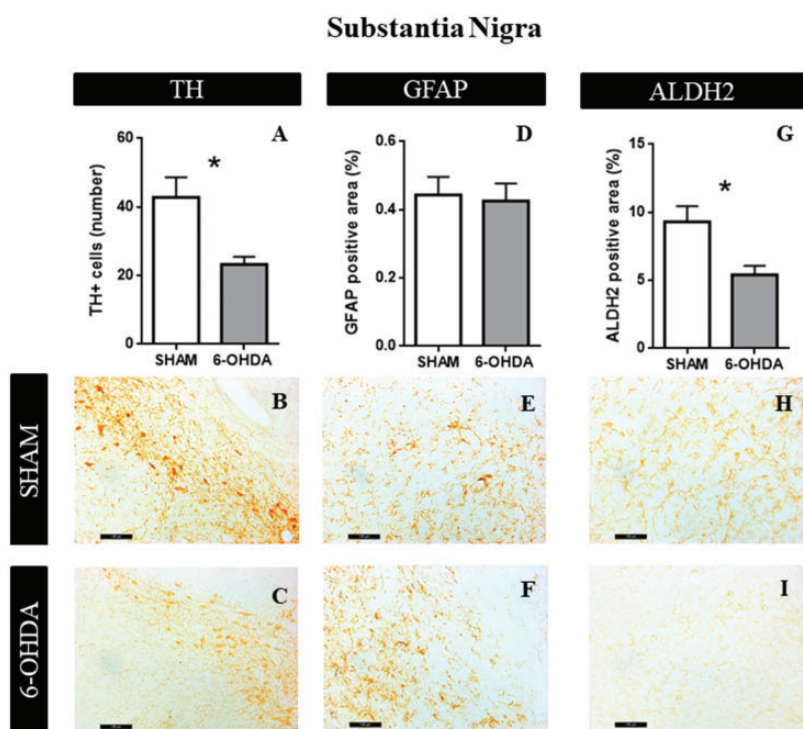 Substantia Nigra
TH
GFAP
ALDH2
A
TH+ cells (number)
60
40
20
0
*
SHAM
6-OHDA
D
GFAP positive area (%)
0.6
0.4
0.2
0.0
SHAM
6-OHDA
G
ALDH2 positive area (%)
15
10
5
0
*
SHAM
6-OHDA
SHAM
B
E
H
6-OHDA
C
F
I